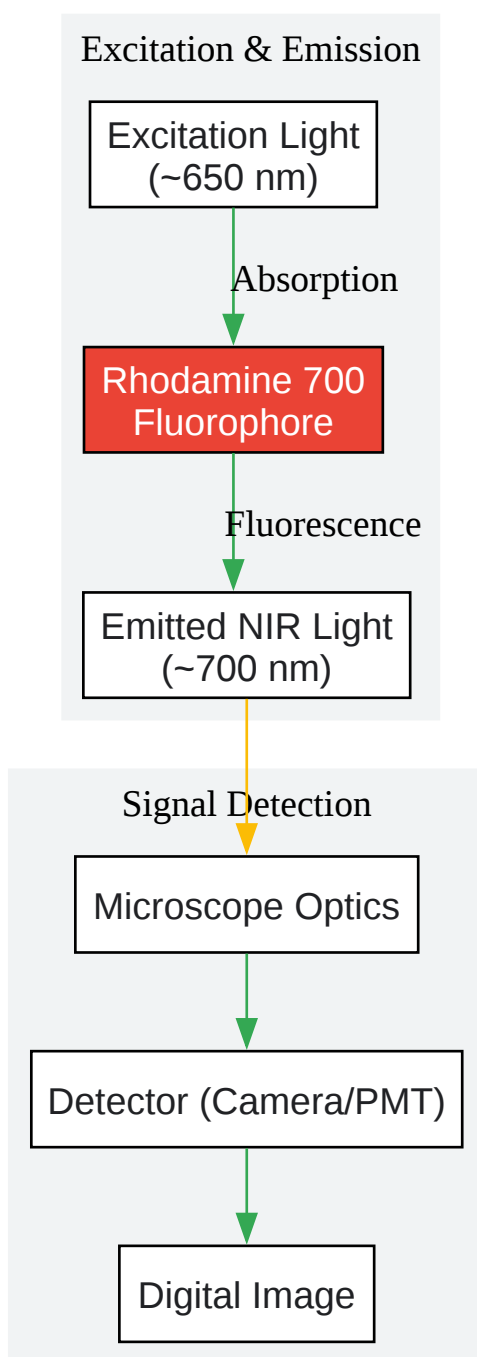 Excitation & Emission
Excitation Light
(~650 nm)
Absorption
Rhodamine 700
Fluorophore
Fluorescence
Emitted NIR Light
(~700 nm)
Signal Detection
Microscope Optics
Detector (Camera/PMT)
Digital Image